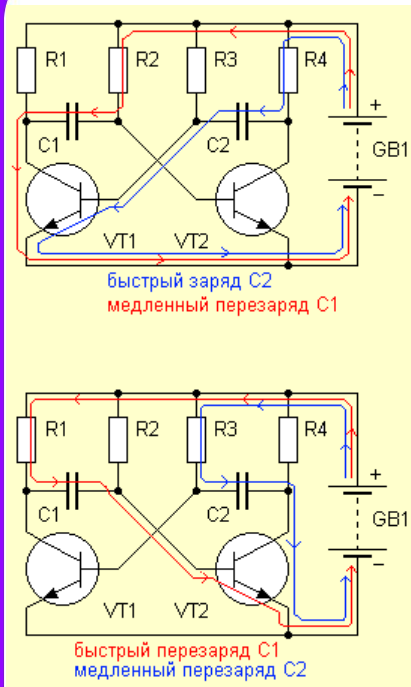 R1 R2 R3 R4
+
C1 C2 GB1
−
VT1 VT2
быстрый заряд C2
медленный перезаряд C1
R1 R2 R3 R4
+
C1 C2 GB1
−
VT1 VT2
быстрый перезаряд C1
медленный перезаряд C2